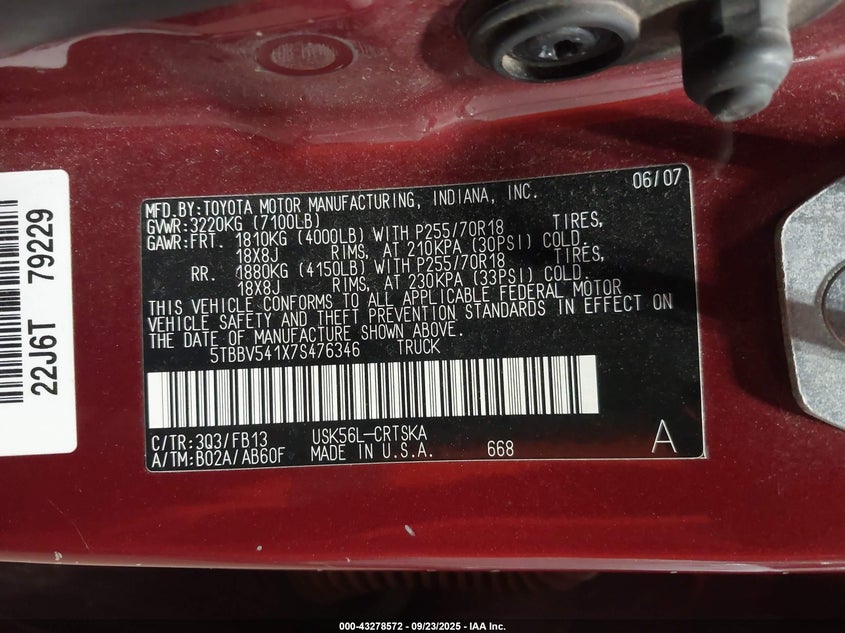 MFD.BY:TOYOTA MOTOR MANUFACTURING, INDIANA, INC. 06/07
GVWR:3220KG (7100LB)
GAWR:FRT. 1810KG (4000LB) WITH P255/70R18 TIRES,
18X8J RIMS, AT 210KPA (30PSI) COLD.
RR. 1880KG (4150LB) WITH P255/70R18 TIRES,
18X8J RIMS, AT 230KPA (33PSI) COLD.
THIS VEHICLE CONFORMS TO ALL APPLICABLE FEDERAL MOTOR
VEHICLE SAFETY AND THEFT PREVENTION STANDARDS IN EFFECT ON
THE DATE OF MANUFACTURE SHOWN ABOVE.
5TBBV541X7S476346 TRUCK
C/TR:3Q3/FB13 USK56L-CRTSKA
A/TM:B02A/AB60F MADE IN U.S.A. 668 A
22J6T 79229
000-43278572 - 09/23/2025 - IAA Inc.